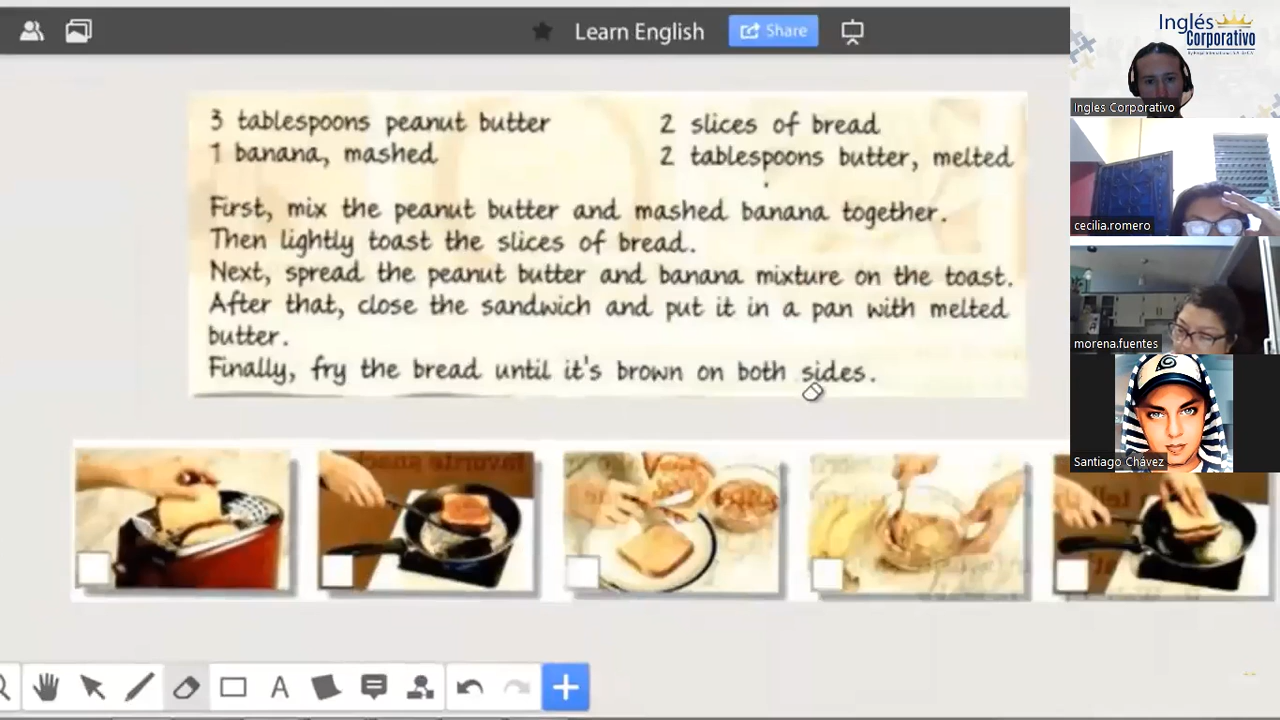 Learn English
Share
3 tablespoons peanut butter
2 slices of bread
1 banana, mashed
2 tablespoons butter, melted
First, mix the peanut butter and mashed banana together.
Then lightly toast the slices of bread.
Next, spread the peanut butter and banana mixture on the toast.
After that, close the sandwich and put it in a pan with melted
butter.
Finally, fry the bread until it's brown on both sides.
A
Inglés
Corporativo
Ingles Corporativo
cecilia.romero
morena.fuentes
Santiago Chávez